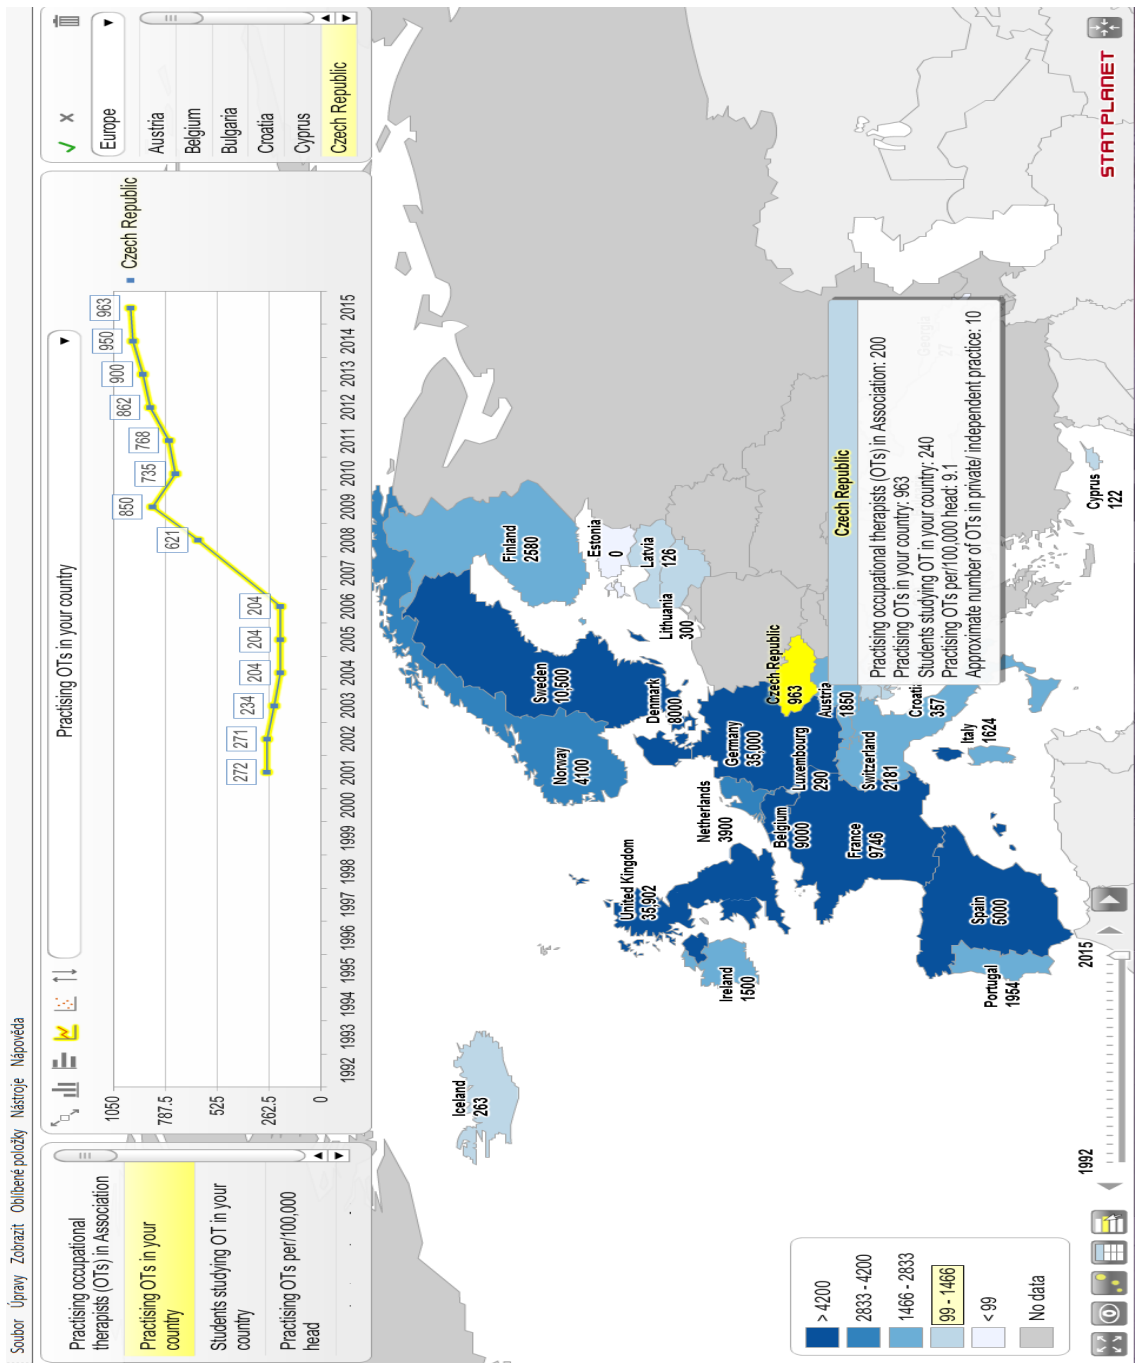 Soubor Úpravy Zobrazit Oblíbené položky Nástroje Nápověda
Practising occupational
therapists (OTs) in Association
Practising OTs in your
country
Students studying OT in your
country
Practising OTs per/100,000
head
Practising OTs in your country
1050
787.5
525
262.5
0
272
271
234
204
204
204
621
850
735
768
862
900
950
963
Czech Republic
1992 1993 1994 1995 1996 1997 1998 1999 2000 2001 2002 2003 2004 2005 2006 2007 2008 2009 2010 2011 2012 2013 2014 2015
Europe
Austria
Belgium
Bulgaria
Croatia
Cyprus
Czech Republic
Iceland
263
Norway
4100
Sweden
10,500
Finland
2580
Estonia
0
Latvia
126
Lithuania
300
Denmark
8000
United Kingdom
35,902
Ireland
1500
Netherlands
3900
Germany
35,000
Belgium
9000
Luxembourg
290
Czech Republic
963
Austria
1850
France
9746
Switzerland
2181
Croati
357
Italy
1624
Spain
5000
Portugal
1954
Cyprus
122
Georgia
27
Czech Republic
Practising occupational therapists (OTs) in Association: 200
Practising OTs in your country: 963
Students studying OT in your country: 240
Practising OTs per/100,000 head: 9.1
Approximate number of OTs in private/ independent practice: 10
> 4200
2833 - 4200
1466 - 2833
99 - 1466
< 99
No data
1992
2015
STATPLANET